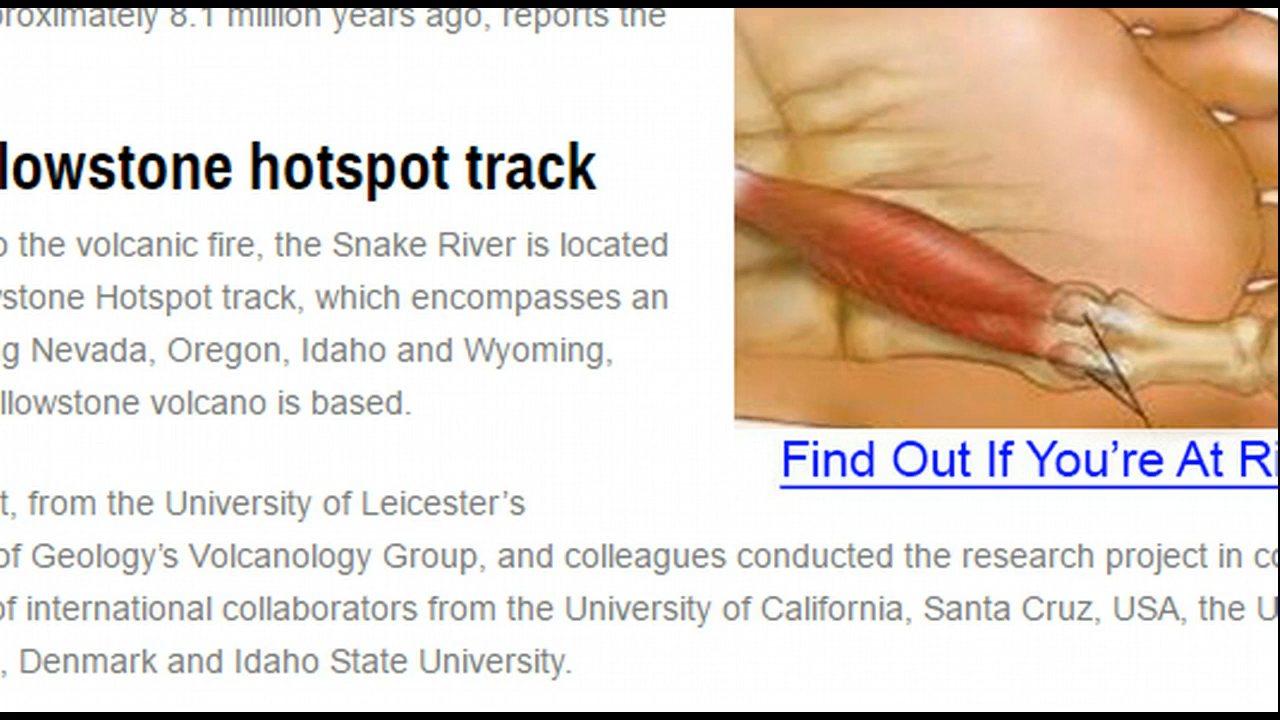 proximately 8.1 million years ago, reports the
llowstone hotspot track
o the volcanic fire, the Snake River is located
wstone Hotspot track, which encompasses an
g Nevada, Oregon, Idaho and Wyoming,
llowstone volcano is based.
Find Out If You’re At Ri
t, from the University of Leicester’s
of Geology’s Volcanology Group, and colleagues conducted the research project in co
of international collaborators from the University of California, Santa Cruz, USA, the U
, Denmark and Idaho State University.